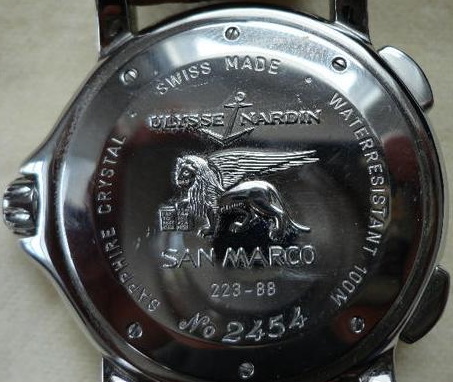 SWISS MADE
ULYSSE NARDIN
SAN MARCO
223-88
No 2454
SAPPHIRE CRYSTAL
WATERRESISTANT 100M